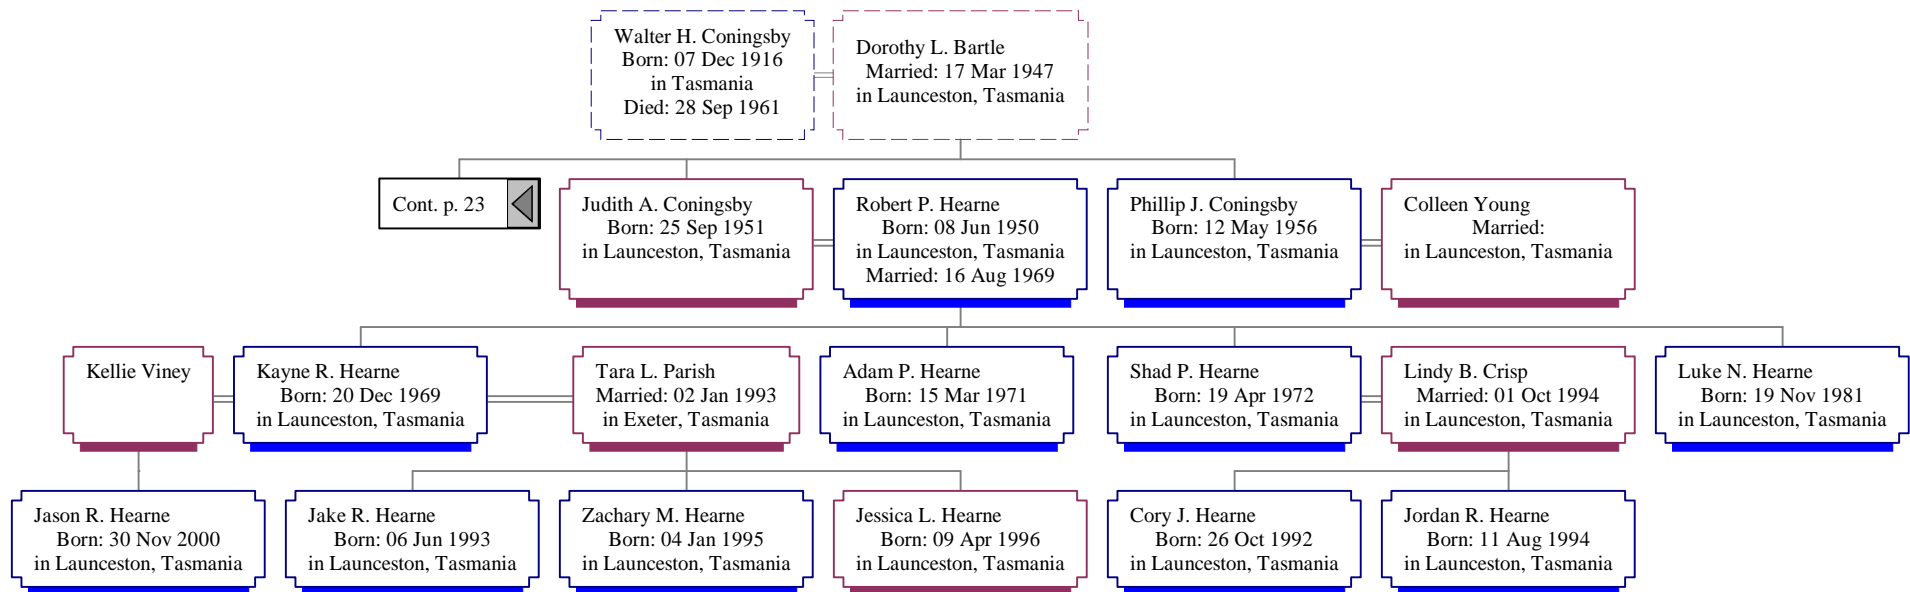 Walter H. Coningsby
Born: 07 Dec 1916
in Tasmania
Died: 28 Sep 1961
Dorothy L. Bartle
Married: 17 Mar 1947
in Launceston, Tasmania
Cont. p. 23
Judith A. Coningsby
Born: 25 Sep 1951
in Launceston, Tasmania
Robert P. Hearne
Born: 08 Jun 1950
in Launceston, Tasmania
Married: 16 Aug 1969
Phillip J. Coningsby
Born: 12 May 1956
in Launceston, Tasmania
Colleen Young
Married:
in Launceston, Tasmania
Kellie Viney
Kayne R. Hearne
Born: 20 Dec 1969
in Launceston, Tasmania
Tara L. Parish
Married: 02 Jan 1993
in Exeter, Tasmania
Adam P. Hearne
Born: 15 Mar 1971
in Launceston, Tasmania
Shad P. Hearne
Born: 19 Apr 1972
in Launceston, Tasmania
Lindy B. Crisp
Married: 01 Oct 1994
in Launceston, Tasmania
Luke N. Hearne
Born: 19 Nov 1981
in Launceston, Tasmania
Jason R. Hearne
Born: 30 Nov 2000
in Launceston, Tasmania
Jake R. Hearne
Born: 06 Jun 1993
in Launceston, Tasmania
Zachary M. Hearne
Born: 04 Jan 1995
in Launceston, Tasmania
Jessica L. Hearne
Born: 09 Apr 1996
in Launceston, Tasmania
Cory J. Hearne
Born: 26 Oct 1992
in Launceston, Tasmania
Jordan R. Hearne
Born: 11 Aug 1994
in Launceston, Tasmania